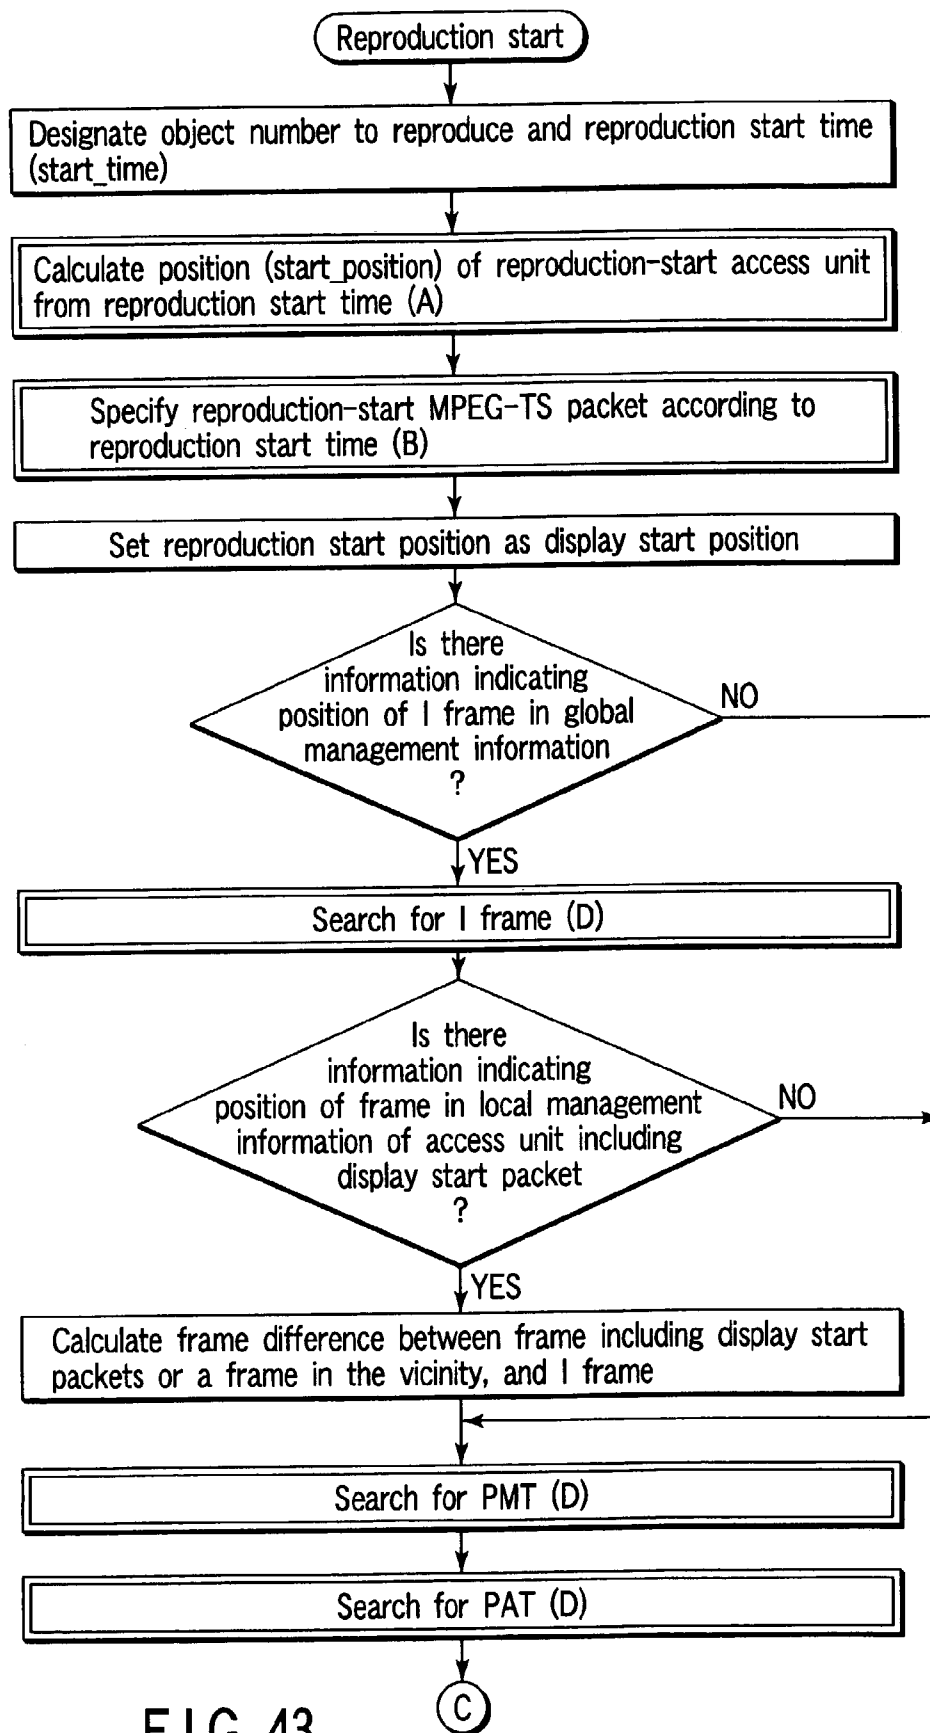 Reproduction start
Designate object number to reproduce and reproduction start time
(start_time)
Calculate position (start_position) of reproduction-start access unit
from reproduction start time (A)
Specify reproduction-start MPEG-TS packet according to
reproduction start time (B)
Set reproduction start position as display start position
Is there
information indicating
position of I frame in global
management information
?
NO
YES
Search for I frame (D)
Is there
information indicating
position of frame in local management
information of access unit including
display start packet
?
NO
YES
Calculate frame difference between frame including display start
packets or a frame in the vicinity, and I frame
Search for PMT (D)
Search for PAT (D)
C
FIG. 43